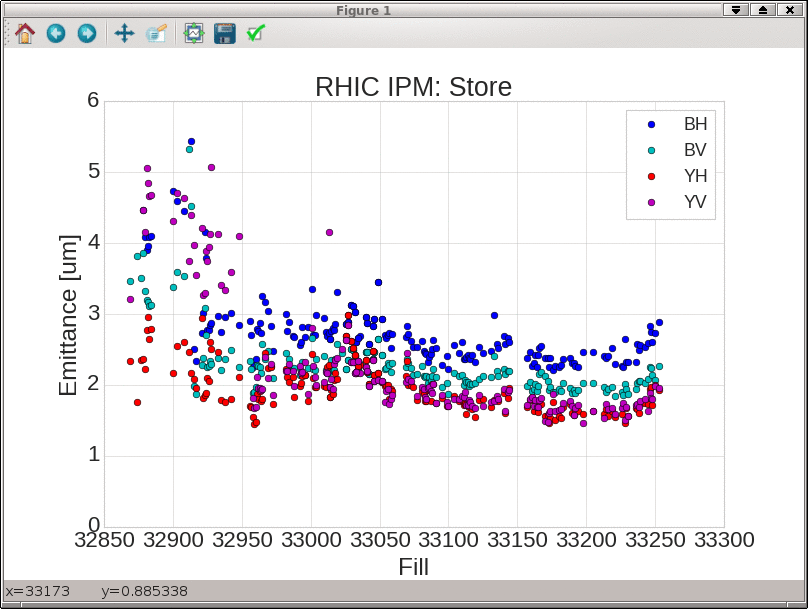 Figure 1
RHIC IPM: Store
6
5
4
3
2
1
0
Emittance [um]
BH
BV
YH
YV
32850 32900 32950 33000 33050 33100 33150 33200 33250 33300
Fill
x=33173 y=0.885338